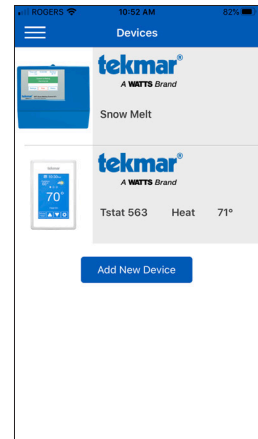 ROGERS 10:52 AM 82%
Devices
tekmar®
A WATTS Brand
Snow Melt
tekmar®
A WATTS Brand
tekmar
70°
Tstat 563 Heat 71°
Add New Device